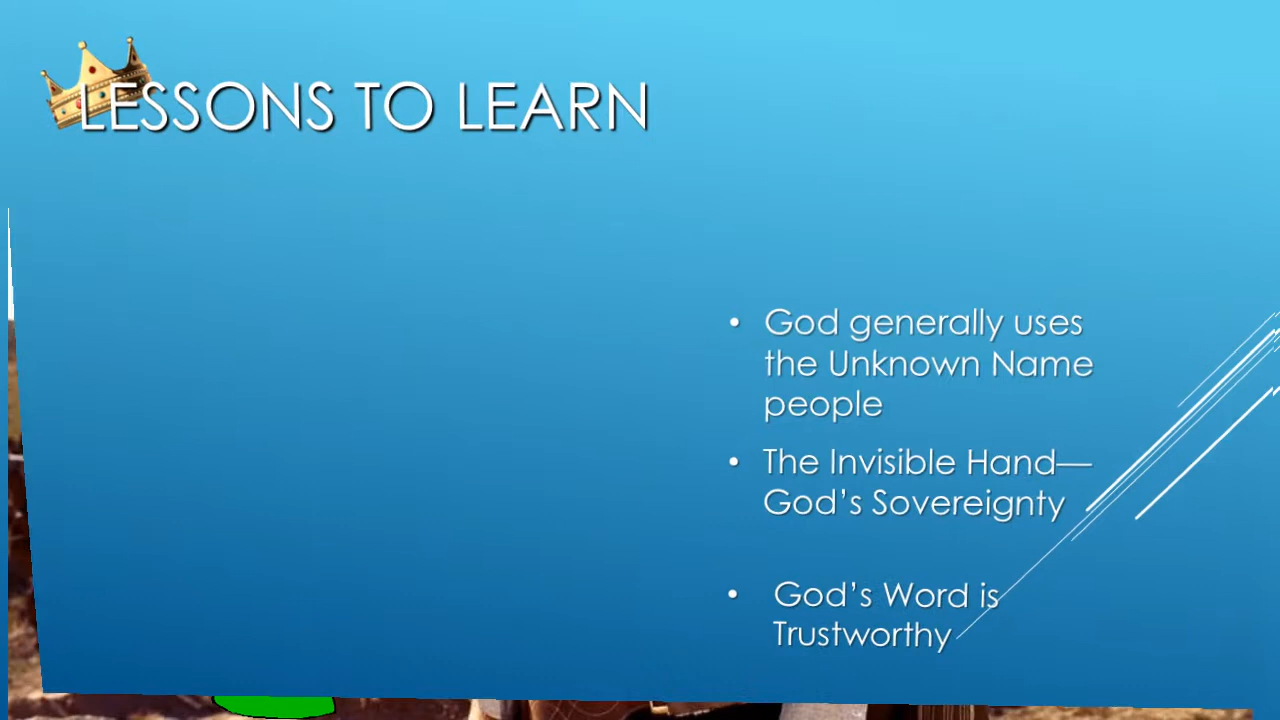 LESSONS TO LEARN
• God generally uses
the Unknown Name
people
• The Invisible Hand—
God’s Sovereignty
• God’s Word is
Trustworthy